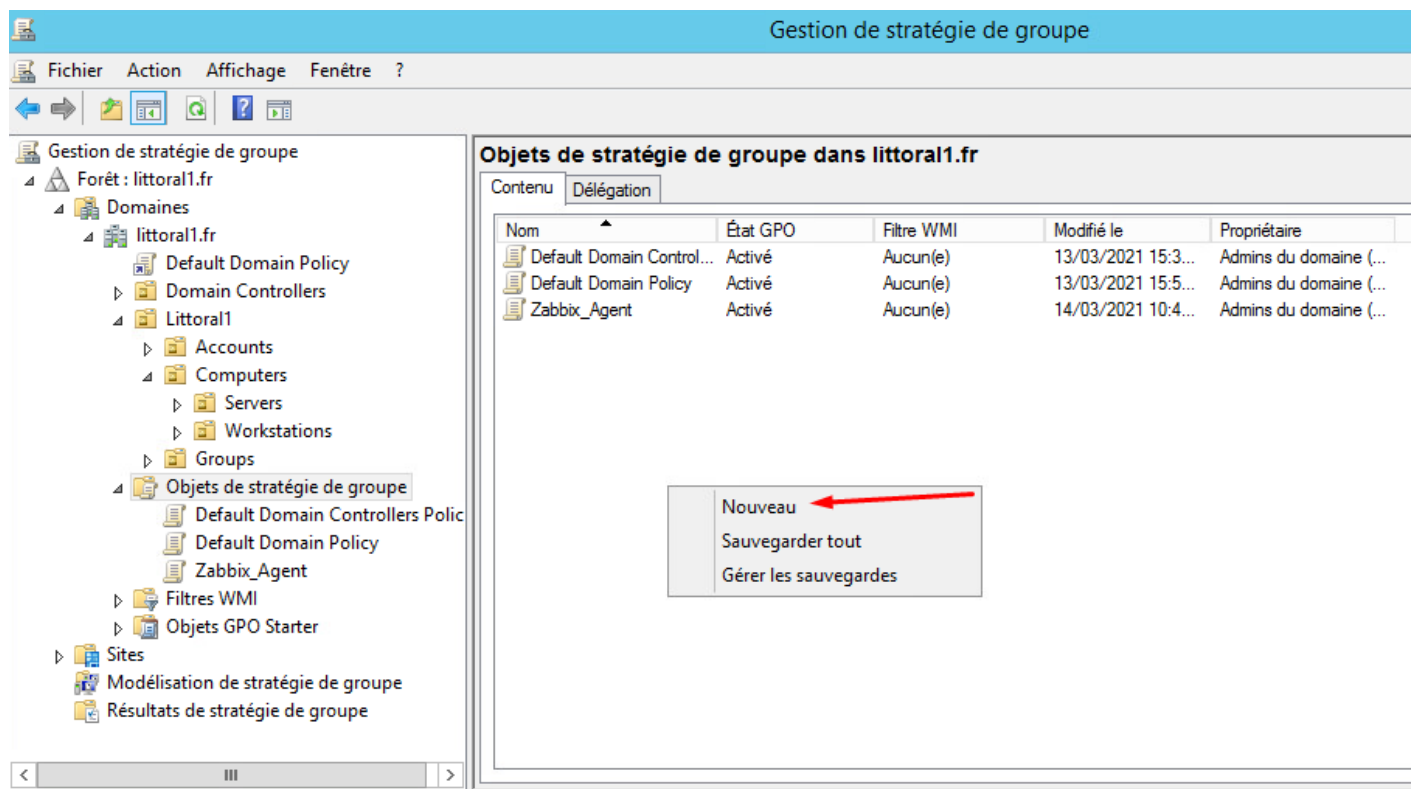 Gestion de stratégie de groupe
Fichier Action Affichage Fenêtre ?
Gestion de stratégie de groupe
Forêt : littoral1.fr
Domaines
littoral1.fr
Default Domain Policy
Domain Controllers
Littoral1
Accounts
Computers
Servers
Workstations
Groups
Objets de stratégie de groupe
Default Domain Controllers Polic
Default Domain Policy
Zabbix_Agent
Filtres WMI
Objets GPO Starter
Sites
Modélisation de stratégie de groupe
Résultats de stratégie de groupe
Objets de stratégie de groupe dans littoral1.fr
Contenu Délégation
Nom État GPO Filtre WMI Modifié le Propriétaire
Default Domain Control... Activé Aucun(e) 13/03/2021 15:3... Admins du domaine (...
Default Domain Policy Activé Aucun(e) 13/03/2021 15:5... Admins du domaine (...
Zabbix_Agent Activé Aucun(e) 14/03/2021 10:4... Admins du domaine (...
Nouveau
Sauvegarder tout
Gérer les sauvegardes